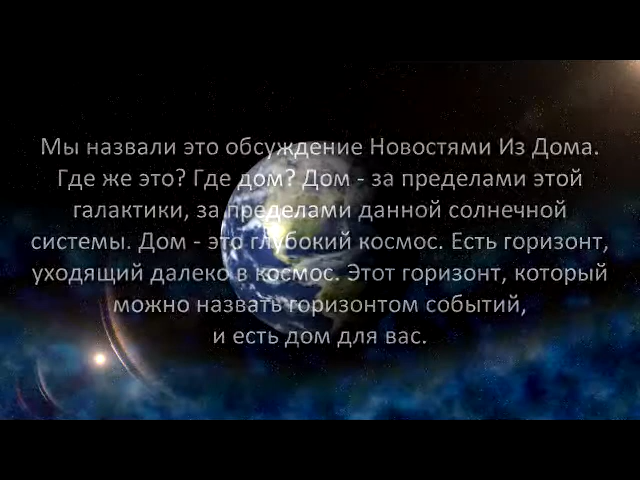 Мы назвали это обсуждение Новостями Из Дома.
Где же это? Где дом? Дом - за пределами этой
галактики, за пределами данной солнечной
системы. Дом - это глубокий космос. Есть горизонт,
уходящий далеко в космос. Этот горизонт, который
можно назвать горизонтом событий,
и есть дом для вас.